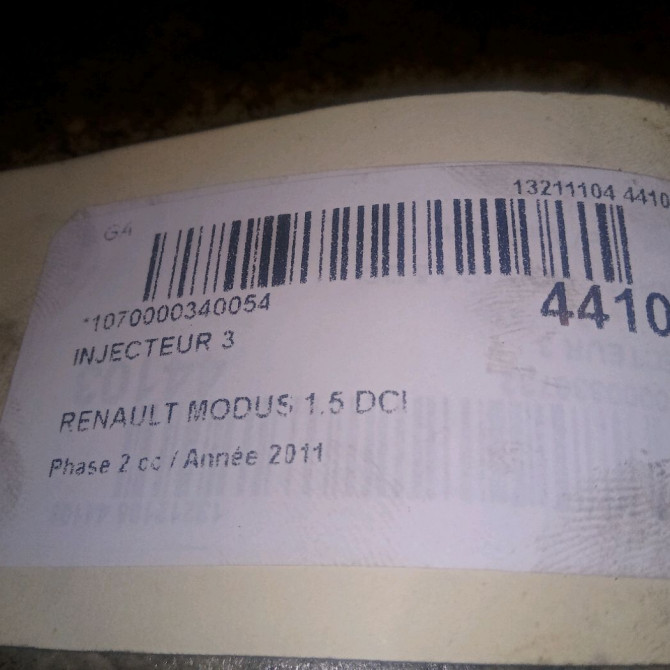 13211104 4410
G4
4410
*1070000340054
INJECTEUR 3
RENAULT MODUS 1.5 DCI
Phase 2 cc / Année 2011